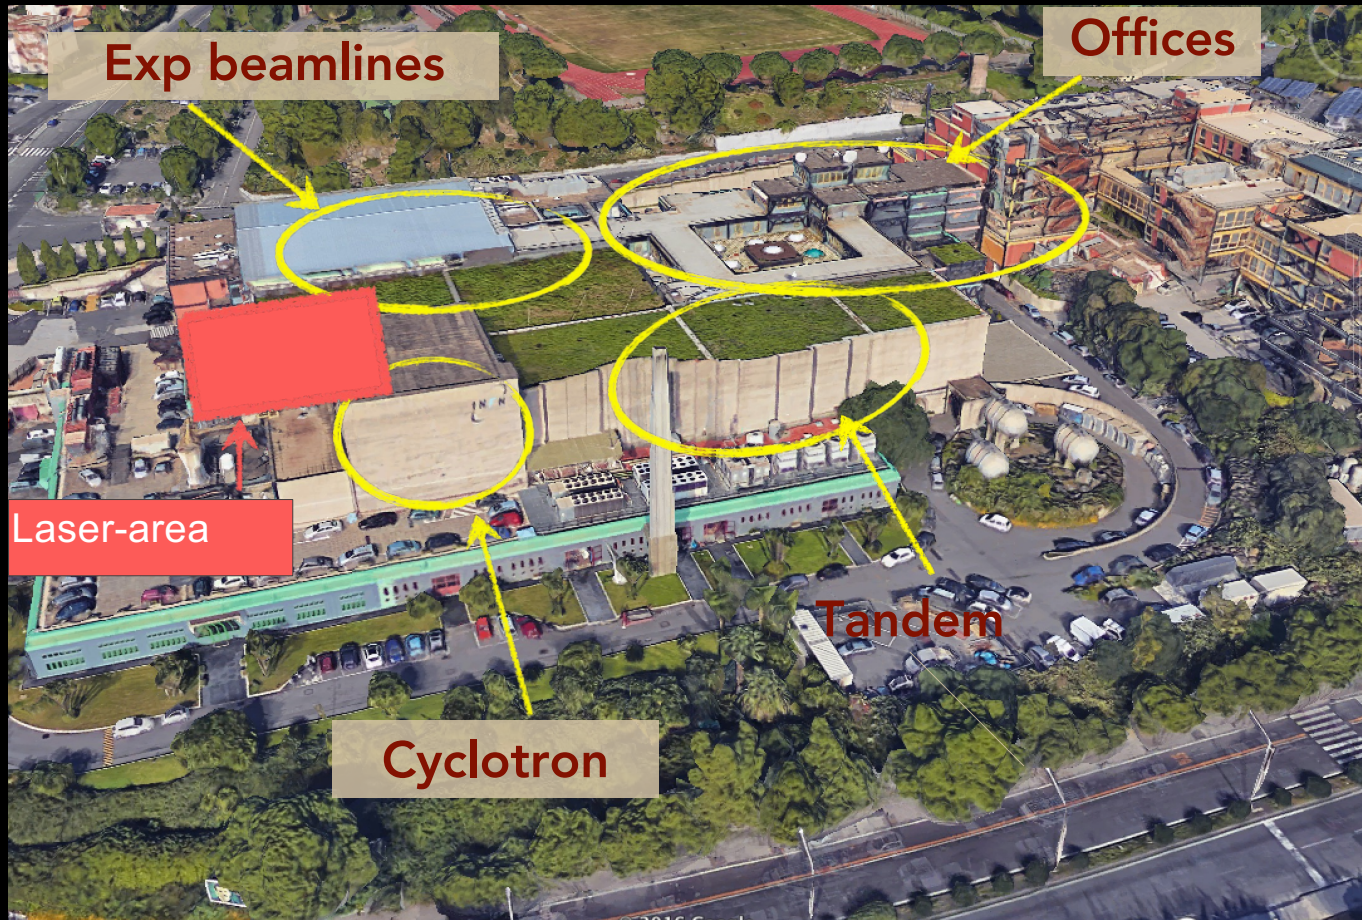 Exp beamlines
Offices
Laser-area
Tandem
Cyclotron